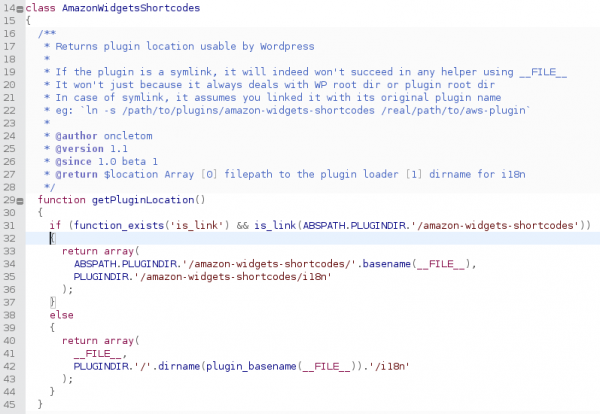 14 class AmazonWidgetsShortcodes
15 {
16   /**
17    * Returns plugin location usable by Wordpress
18    *
19    * If the plugin is a symlink, it will indeed won't succeed in any helper using __FILE__
20    * It won't just because it always deals with WP root dir or plugin root dir
21    * In case of symlink, it assumes you linked it with its original plugin name
22    * eg: `ln -s /path/to/plugins/amazon-widgets-shortcodes /real/path/to/aws-plugin`
23    *
24    * @author oncletom
25    * @version 1.1
26    * @since 1.0 beta 1
27    * @return $location Array [0] filepath to the plugin loader [1] dirname for i18n
28    */
29   function getPluginLocation()
30   {
31     if (function_exists('is_link') && is_link(ABSPATH.PLUGINDIR.'/amazon-widgets-shortcodes'))
32     {
33       return array(
34         ABSPATH.PLUGINDIR.'/amazon-widgets-shortcodes/'.basename(__FILE__),
35         PLUGINDIR.'/amazon-widgets-shortcodes/i18n'
36       );
37     }
38     else
39     {
40       return array(
41         __FILE__,
42         PLUGINDIR.'/'.dirname(plugin_basename(__FILE__)).'/i18n'
43       );
44     }
45   }